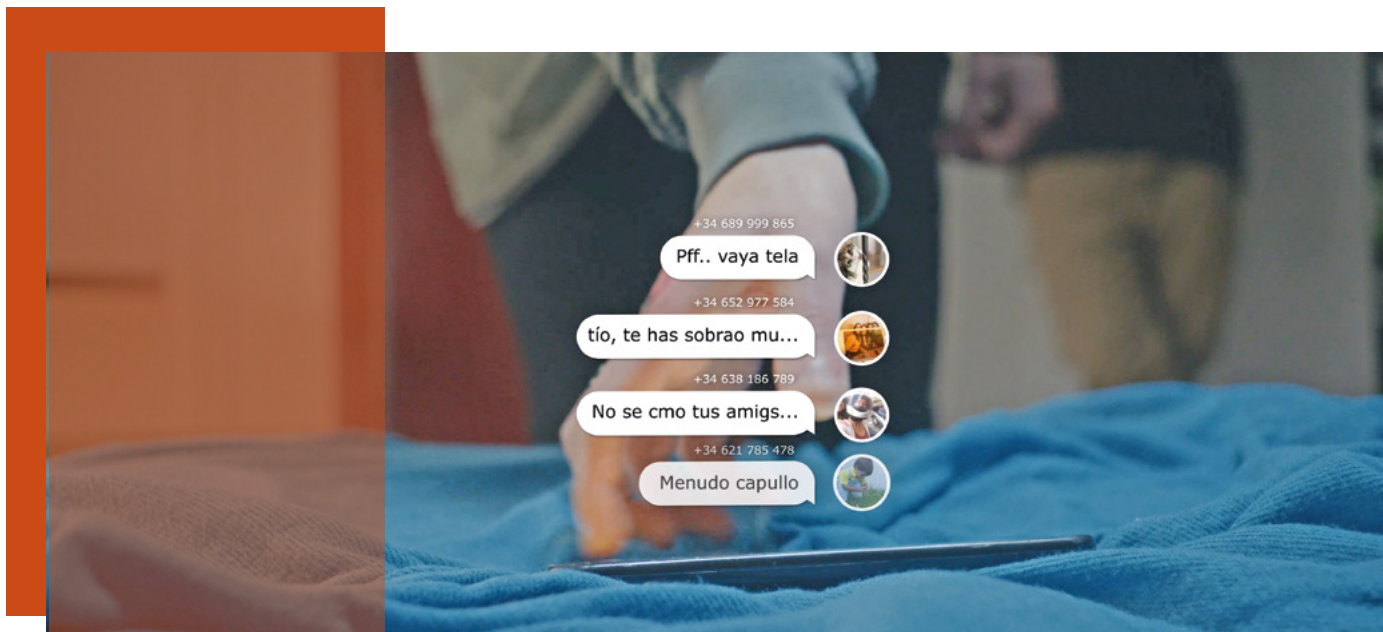 +34 689 999 865
Pff.. vaya tela
+34 652 977 584
tío, te has sobrao mu...
+34 638 186 789
No se cmo tus amigs...
+34 621 785 478
Menudo capullo